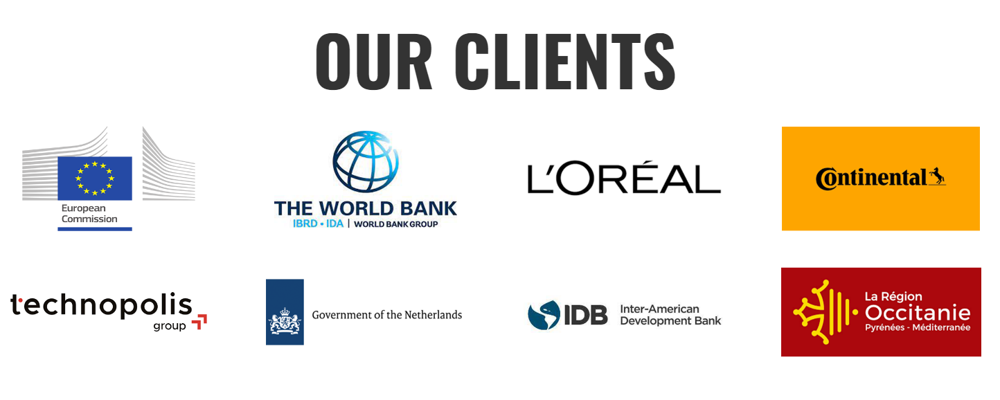 OUR CLIENTS
European
Commission
THE WORLD BANK
IBRD • IDA | WORLD BANK GROUP
L'ORÉAL
Continental
technopolis
group
Government of the Netherlands
IDB
Inter-American
Development Bank
La Région
Occitanie
Pyrénées - Méditerranée